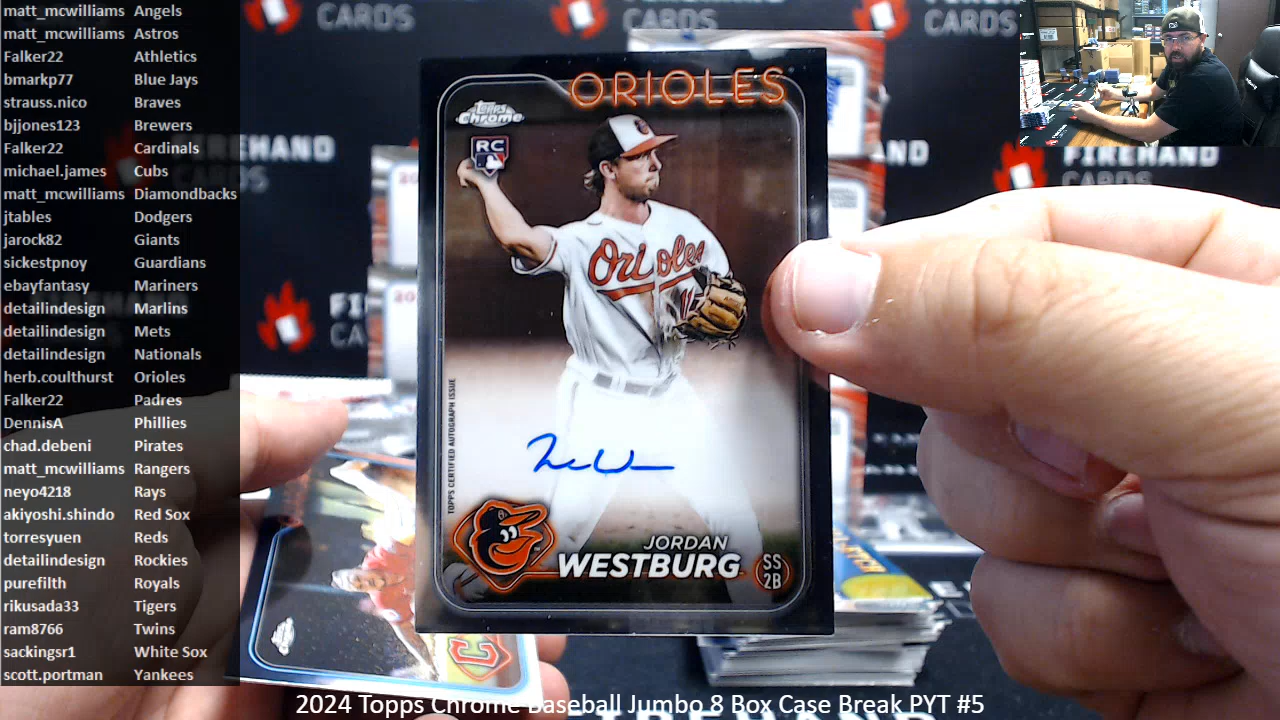 matt_mcwilliams Angels
matt_mcwilliams Astros
Falker22 Athletics
bmarkp77 Blue Jays
strauss.nico Braves
bjjones123 Brewers
Falker22 Cardinals
michael.james Cubs
matt_mcwilliams Diamondbacks
jtables Dodgers
jarock82 Giants
sickestpnoy Guardians
ebayfantasy Mariners
detailindesign Marlins
detailindesign Mets
detailindesign Nationals
herb.coulthurst Orioles
Falker22 Padres
DennisA Phillies
chad.debeni Pirates
matt_mcwilliams Rangers
neyo4218 Rays
akiyoshi.shindo Red Sox
torresyuen Reds
detailindesign Rockies
purefilth Royals
rikusada33 Tigers
ram8766 Twins
sackingsr1 White Sox
scott.portman Yankees
ORIOLES
Topps
Chrome
RC
Orioles
TOPPS CERTIFIED AUTOGRAPH ISSUE
JORDAN
WESTBURG
SS
2B
FIREHAND
CARDS
FIREHAND
CARDS
2024 Topps Chrome Baseball Jumbo 8 Box Case Break PYT #5